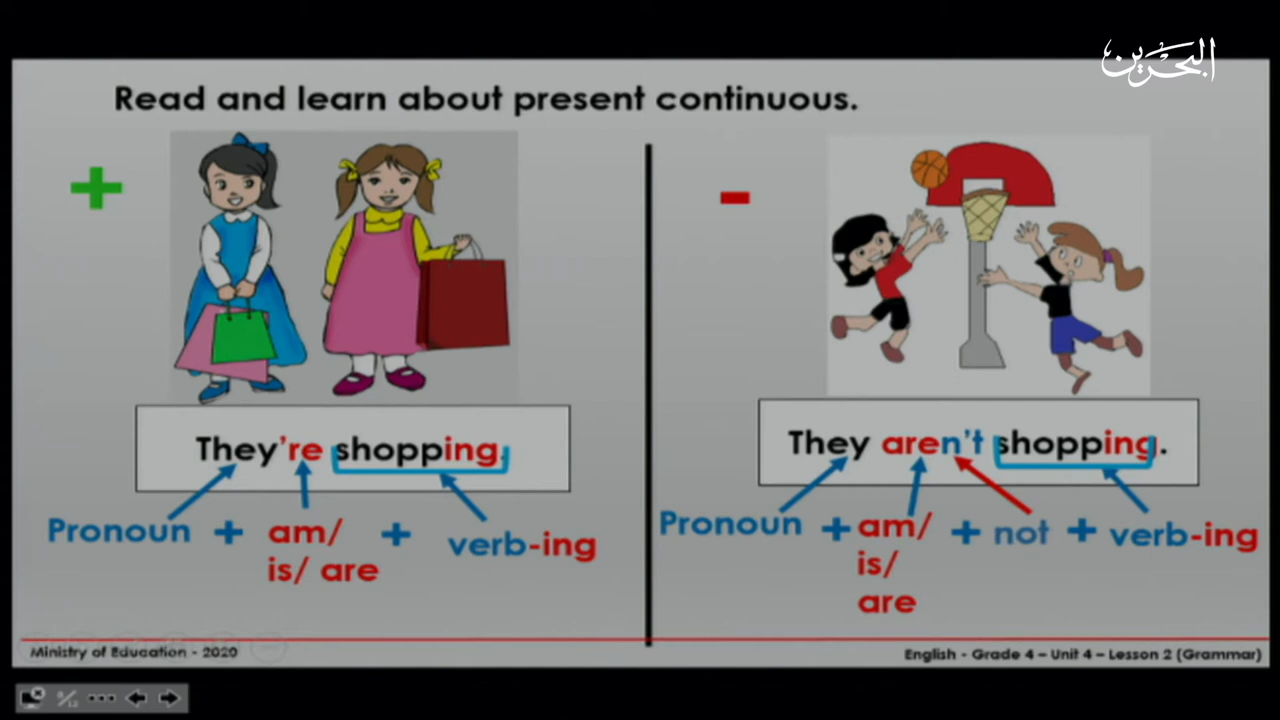 البحرين
Read and learn about present continuous.
+
-
They're shopping.
They aren't shopping.
Pronoun + am/ + verb-ing
is/ are
Pronoun + am/ + not + verb-ing
is/
are
Ministry of Education - 2020
English - Grade 4 – Unit 4 – Lesson 2 (Grammar)